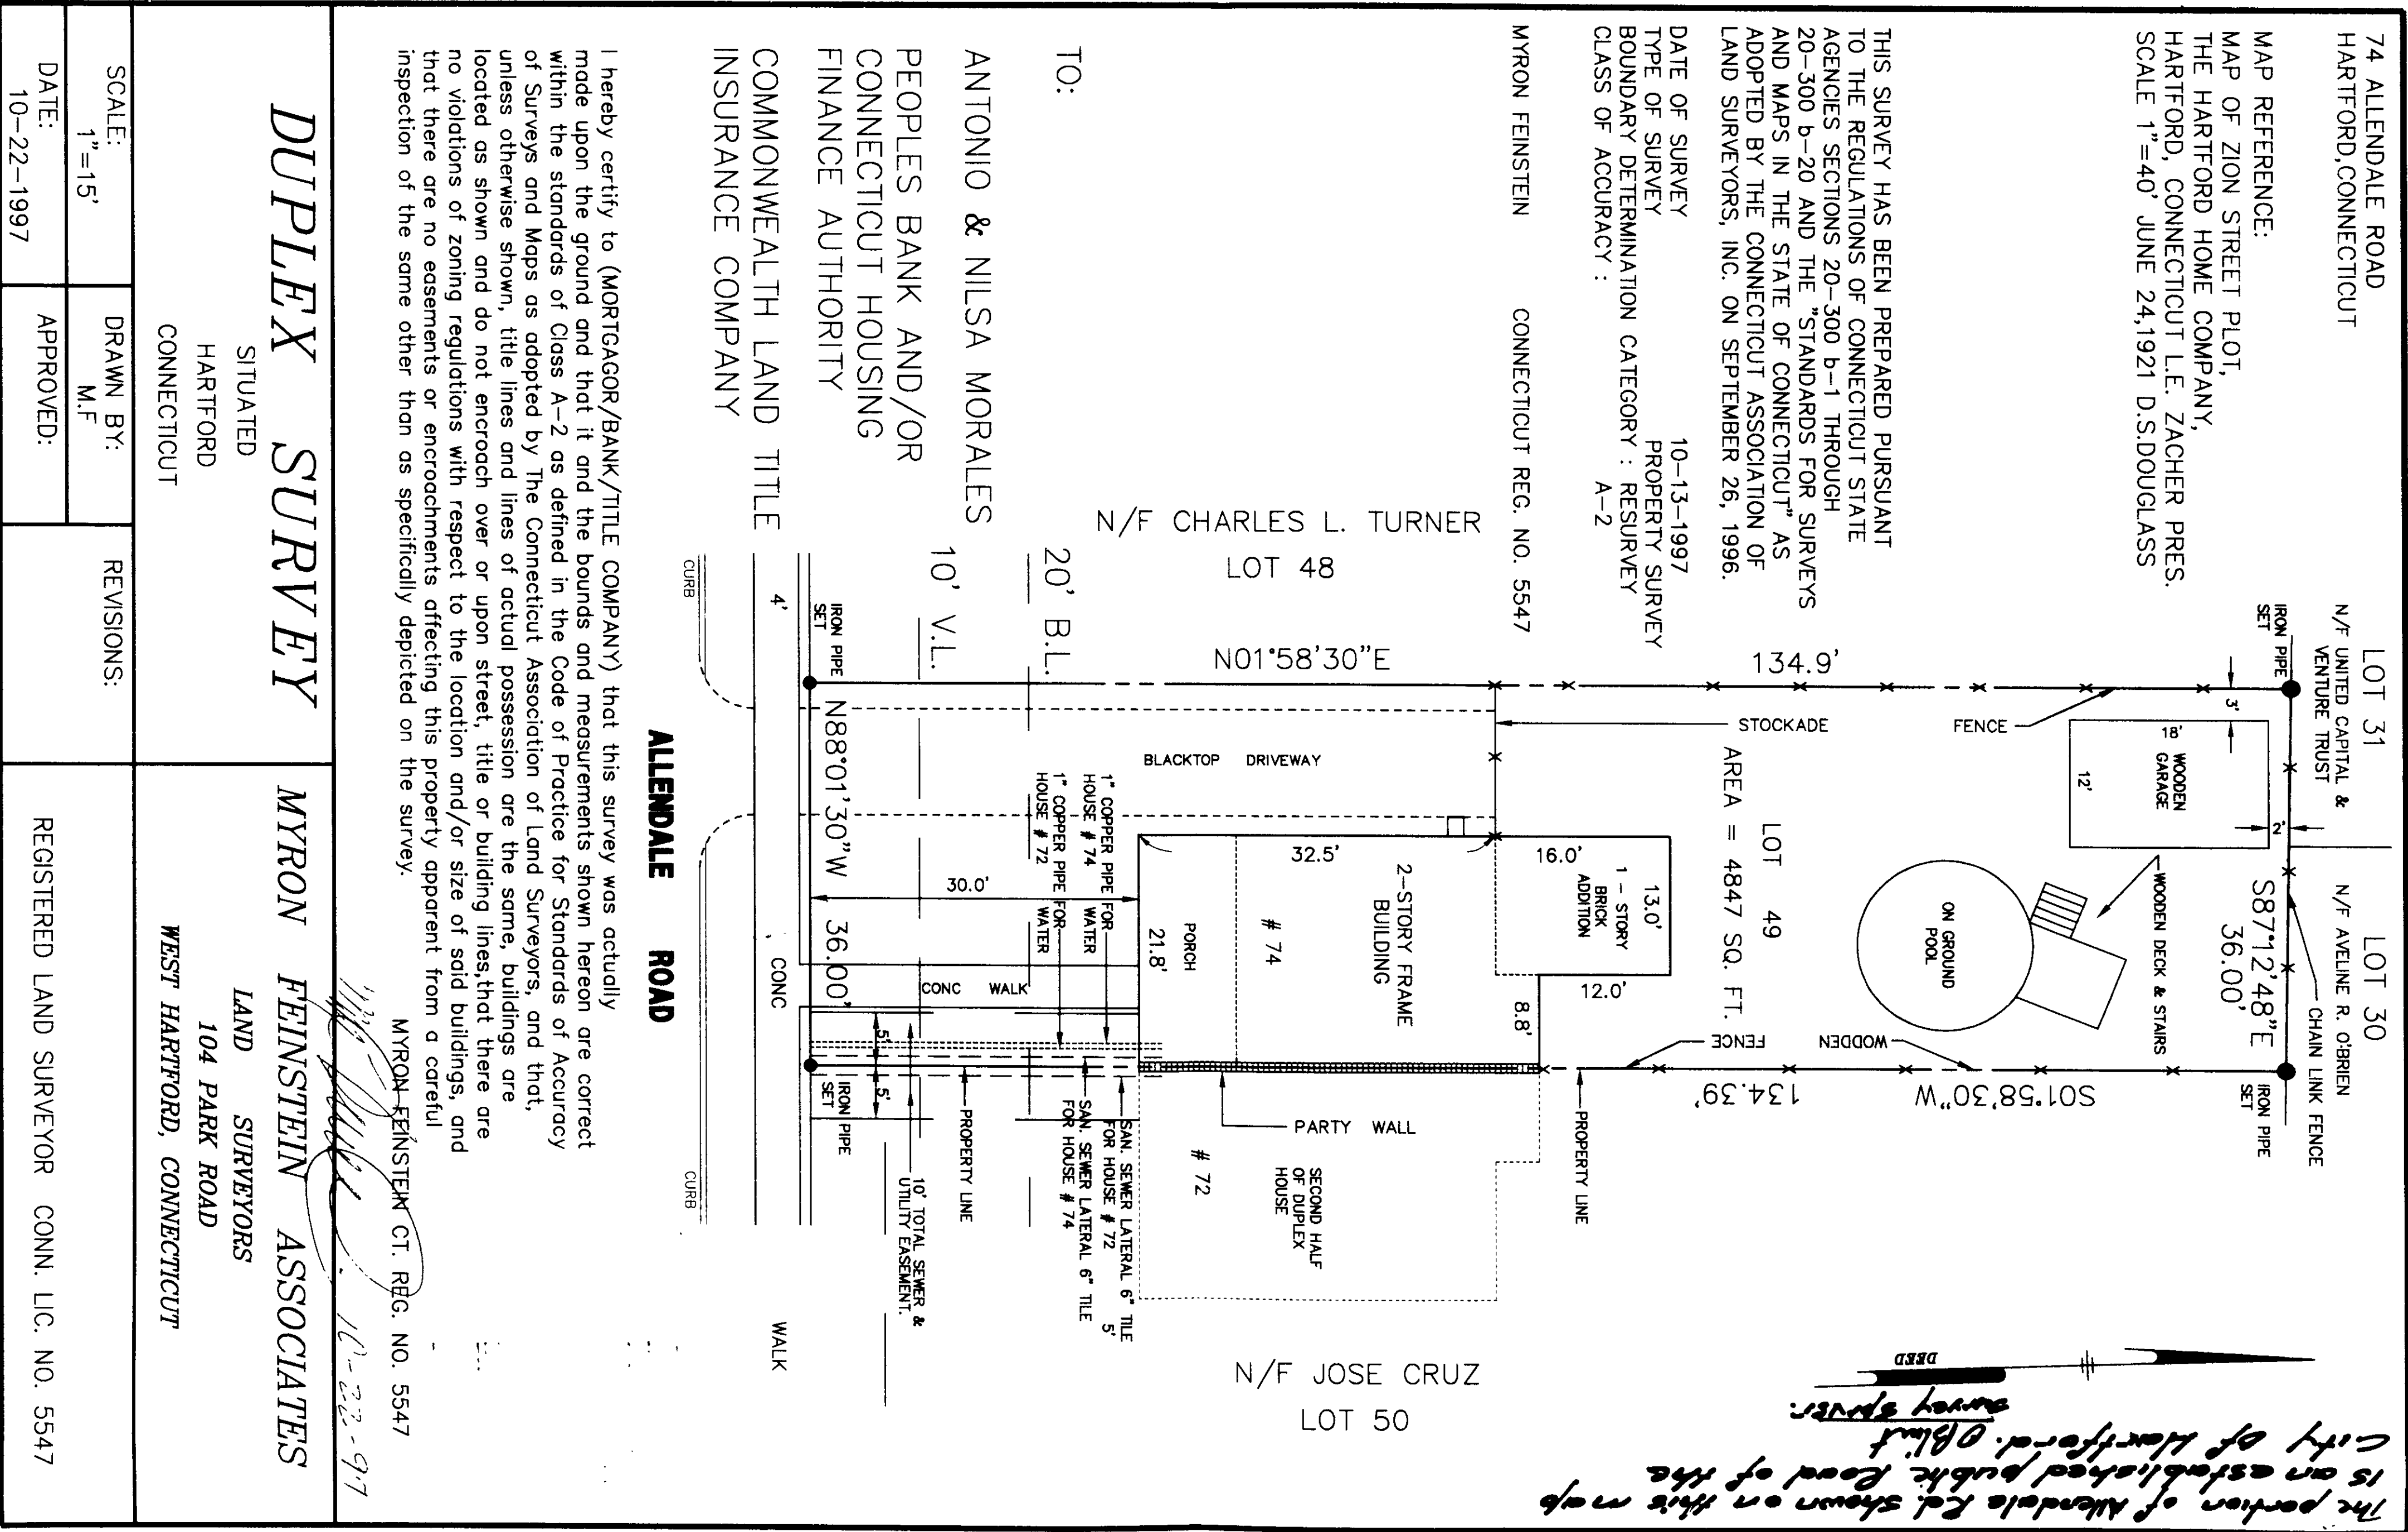 74 ALLENDALE ROAD
HARTFORD,CONNECTICUT
MAP REFERENCE:
MAP OF ZION STREET PLOT,
THE HARTFORD HOME COMPANY,
HARTFORD, CONNECTICUT L.E. ZACHER PRES.
SCALE 1"=40' JUNE 24,1921 D.S.DOUGLASS
THIS SURVEY HAS BEEN PREPARED PURSUANT
TO THE REGULATIONS OF CONNECTICUT STATE
AGENCIES SECTIONS 20-300 b-1 THROUGH
20-300 b-20 AND THE "STANDARDS FOR SURVEYS
AND MAPS IN THE STATE OF CONNECTICUT" AS
ADOPTED BY THE CONNECTICUT ASSOCIATION OF
LAND SURVEYORS, INC. ON SEPTEMBER 26, 1996.
DATE OF SURVEY 10-13-1997
TYPE OF SURVEY PROPERTY SURVEY
BOUNDARY DETERMINATION CATEGORY : RESURVEY
CLASS OF ACCURACY : A-2
MYRON FEINSTEIN CONNECTICUT REG. NO. 5547
TO:
ANTONIO & NILSA MORALES
PEOPLES BANK AND/OR
CONNECTICUT HOUSING
FINANCE AUTHORITY
COMMONWEALTH LAND TITLE
INSURANCE COMPANY
LOT 31
N/F UNITED CAPITAL &
VENTURE TRUST
IRON PIPE
SET
LOT 30
N/F AVELINE R. O'BRIEN
CHAIN LINK FENCE
S87°12'48"E
36.00'
IRON PIPE
SET
3'
18'
WOODEN
GARAGE
12'
2'
FENCE
WOODEN DECK & STAIRS
ON GROUND
POOL
134.9'
N01°58'30"E
STOCKADE
LOT 49
AREA = 4847 SQ. FT.
S01°58'30"W
134.39'
WOODEN
FENCE
PROPERTY LINE
N/F CHARLES L. TURNER
LOT 48
13.0'
1 - STORY
BRICK
ADDITION
16.0'
12.0'
8.8'
BLACKTOP DRIVEWAY
32.5'
2-STORY FRAME
BUILDING
# 74
PORCH
21.8'
PARTY WALL
SECOND HALF
OF DUPLEX
HOUSE
# 72
N/F JOSE CRUZ
LOT 50
1" COPPER PIPE FOR
HOUSE # 74 WATER
1" COPPER PIPE FOR
HOUSE # 72 WATER
SAN. SEWER LATERAL 6" TILE
FOR HOUSE # 72 5'
SAN. SEWER LATERAL 6" TILE
FOR HOUSE # 74
20' B.L.
10' V.L.
30.0'
CONC WALK
PROPERTY LINE
10' TOTAL SEWER &
UTILITY EASEMENT.
5'
5'
IRON PIPE
SET
N88°01'30"W 36.00'
IRON PIPE
SET
4'
CONC
WALK
CURB
CURB
ALLENDALE ROAD
The portion of Allendale Rd. shown on this map
is an established public Road of the
City of Hartford.
DEED
I hereby certify to (MORTGAGOR/BANK/TITLE COMPANY) that this survey was actually
made upon the ground and that it and the bounds and measurements shown hereon are correct
within the standards of Class A-2 as defined in the Code of Practice for Standards of Accuracy
of Surveys and Maps as adopted by The Connecticut Association of Land Surveyors, and that,
unless otherwise shown, title lines and lines of actual possession are the same, buildings are
located as shown and do not encroach over or upon street, title or building lines,that there are
no violations of zoning regulations with respect to the location and/or size of said buildings, and
that there are no easements or encroachments affecting this property apparent from a careful
inspection of the same other than as specifically depicted on the survey.
MYRON FEINSTEIN CT. REG. NO. 5547
10-22-97
DUPLEX SURVEY
SITUATED
HARTFORD
CONNECTICUT
MYRON FEINSTEIN ASSOCIATES
LAND SURVEYORS
104 PARK ROAD
WEST HARTFORD, CONNECTICUT
SCALE:
1"=15'
DRAWN BY:
M.F
REVISIONS:
DATE:
10-22-1997
APPROVED:
REGISTERED LAND SURVEYOR CONN. LIC. NO. 5547